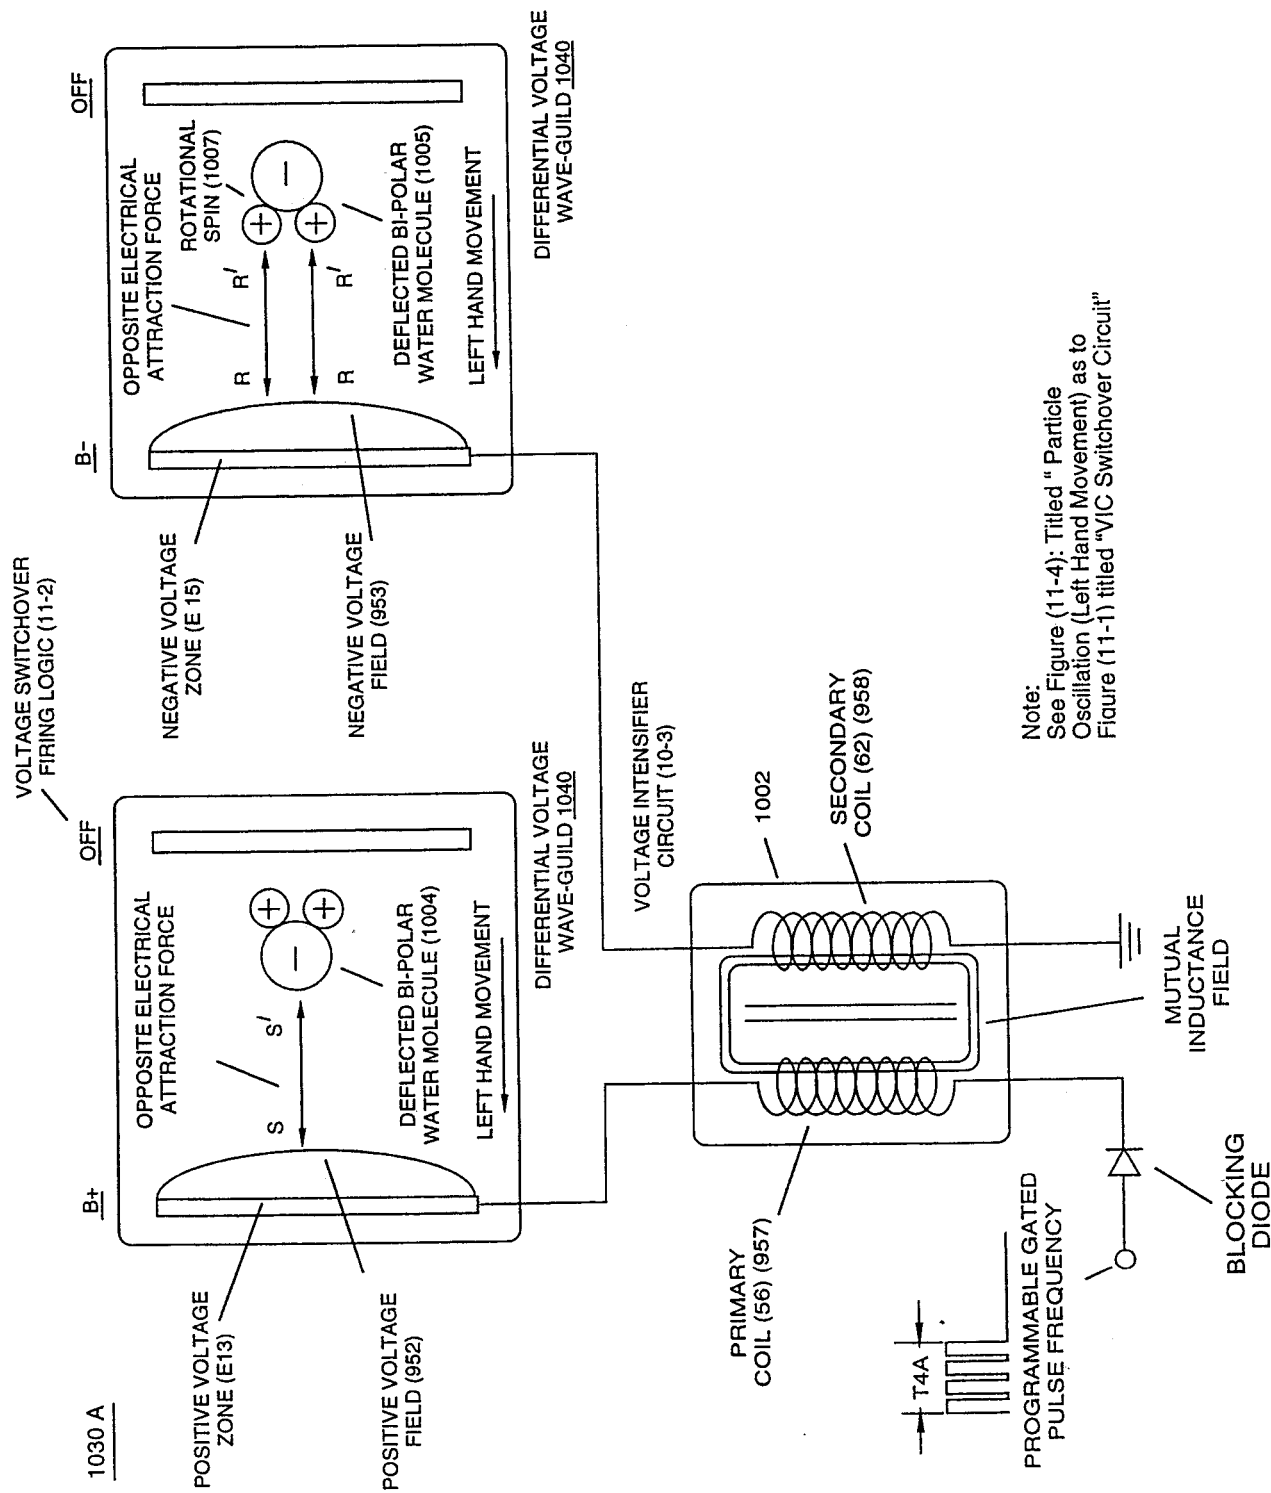 1030 A
VOLTAGE SWITCHOVER
FIRING LOGIC (11-2)
B+
OFF
POSITIVE VOLTAGE
ZONE (E13)
POSITIVE VOLTAGE
FIELD (952)
OPPOSITE ELECTRICAL
ATTRACTION FORCE
S
S'
−
+
+
DEFLECTED BI-POLAR
WATER MOLECULE (1004)
LEFT HAND MOVEMENT
DIFFERENTIAL VOLTAGE
WAVE-GUILD 1040
B-
OFF
NEGATIVE VOLTAGE
ZONE (E 15)
NEGATIVE VOLTAGE
FIELD (953)
OPPOSITE ELECTRICAL
ATTRACTION FORCE
ROTATIONAL
SPIN (1007)
R
R'
R
R'
+
+
−
DEFLECTED BI-POLAR
WATER MOLECULE (1005)
LEFT HAND MOVEMENT
DIFFERENTIAL VOLTAGE
WAVE-GUILD 1040
VOLTAGE INTENSIFIER
CIRCUIT (10-3)
1002
PRIMARY
COIL (56) (957)
SECONDARY
COIL (62) (958)
T4A
PROGRAMMABLE GATED
PULSE FREQUENCY
BLOCKING
DIODE
MUTUAL
INDUCTANCE
FIELD
Note:
See Figure (11-4): Titled " Particle
Oscillation (Left Hand Movement) as to
Figure (11-1) titled "VIC Switchover Circuit"